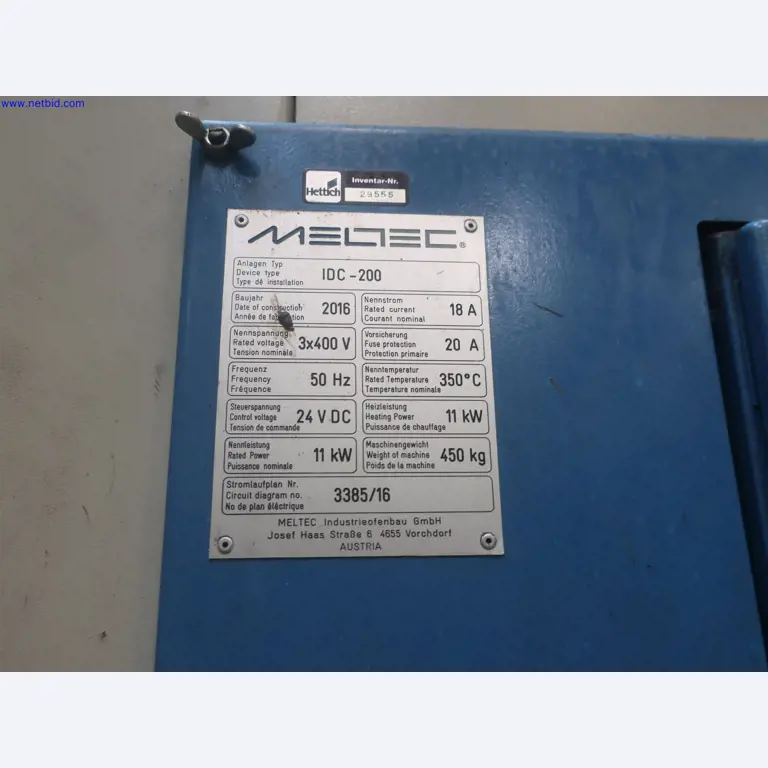 www.netbid.com
Hettich
Inventar-Nr.
29556
MELTEC®
Anlagen Typ
Device type
Type de installation
IDC-200
Baujahr
Date of construction
Année de fabrication
2016
Nennstrom
Rated current
Courant nominal
18 A
Nennspannung
Rated voltage
Tension nominale
3x400 V
Vorsicherung
Fuse protection
Protection primaire
20 A
Frequenz
Frequency
Fréquence
50 Hz
Nenntemperatur
Rated Temperature
Temperature nominale
350°C
Steuerspannung
Control voltage
Tension de commande
24 V DC
Heizleistung
Heating Power
Puissance de chauffage
11 kW
Nennleistung
Rated Power
Puissance nominale
11 kW
Maschinengewicht
Weight of machine
Poids de la machine
450 kg
Stromlaufplan Nr.
Circuit diagram no.
No de plan éléctrique
3385/16
MELTEC Industrieofenbau GmbH
Josef Haas Straße 6 4655 Vorchdorf
AUSTRIA